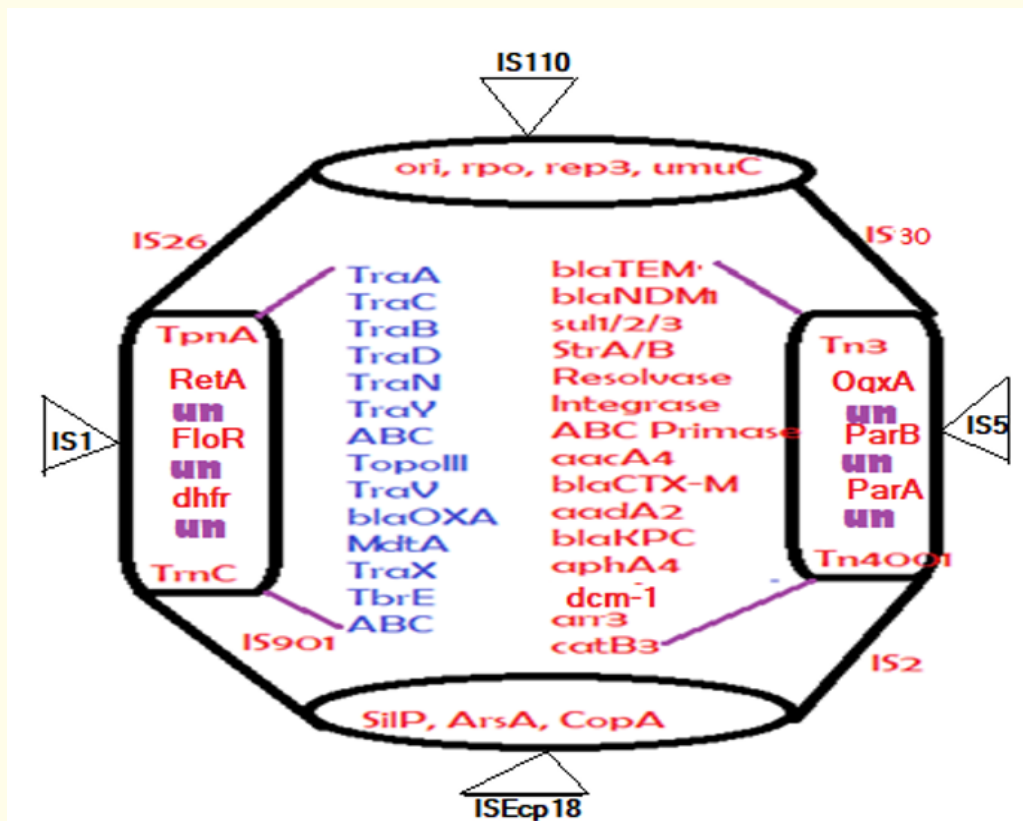 IS110
ori, rpo, rep3, umuC
IS26
IS30
TpnA
RetA
un
FloR
un
dhfr
un
TrnC
IS1
TraA
TraC
TraB
TraD
TraN
TraY
ABC
TopoIII
TraV
blaOXA
MdtA
TraX
TbrE
ABC
blaTEM
blaNDM1
sul1/2/3
StrA/B
Resolvase
Integrase
ABC Primase
aacA4
blaCTX-M
aadA2
blaKPC
aphA4
dcm-1
arr3
catB3
Tn3
OqxA
un
ParB
un
ParA
un
Tn4001
IS5
IS901
IS2
SilP, ArsA, CopA
ISEcp18